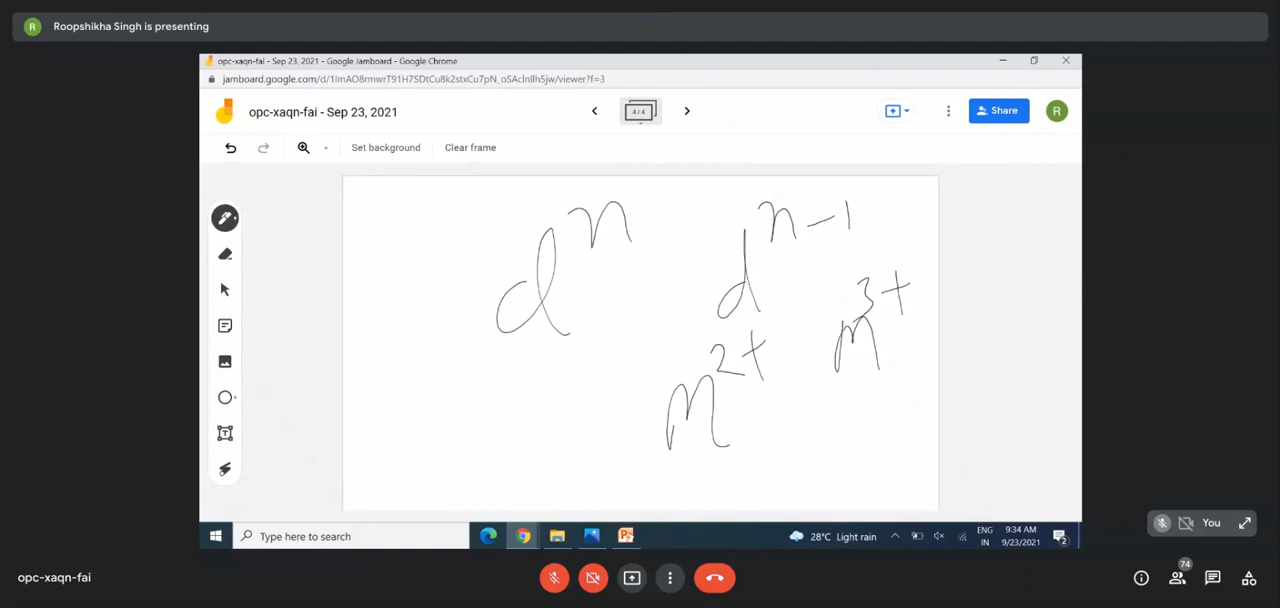 R Roopshikha Singh is presenting
opc-xaqn-fai - Sep 23, 2021 - Google Jamboard - Google Chrome
jamboard.google.com/d/1ImAO8rmwrT91H7SDtCu8k2stxCu7pN_oSAcInllh5jw/viewer?f=3
opc-xaqn-fai - Sep 23, 2021
4/4
Share
R
Set background
Clear frame
d^n d^{n-1}
M^{2+} M^{3+}
Type here to search
28°C Light rain
ENG
IN
9:34 AM
9/23/2021
2
You
opc-xaqn-fai
74